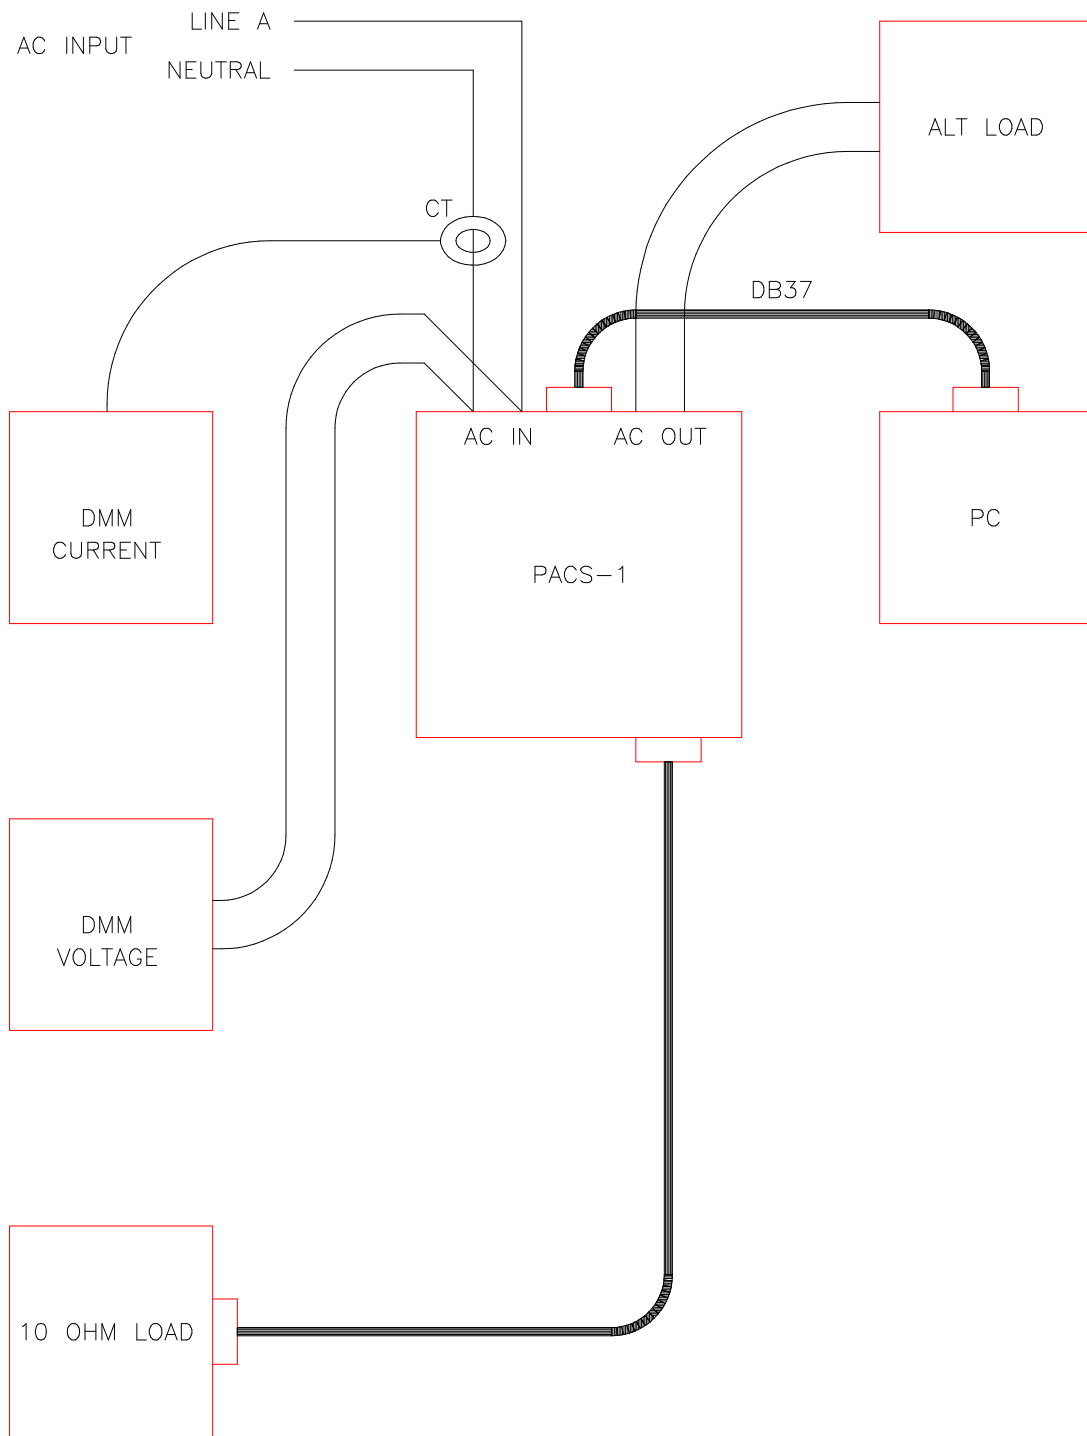 LINE A
AC INPUT
NEUTRAL
ALT LOAD
CT
DB37
AC IN
AC OUT
DMM
CURRENT
PACS-1
PC
DMM
VOLTAGE
10 OHM LOAD